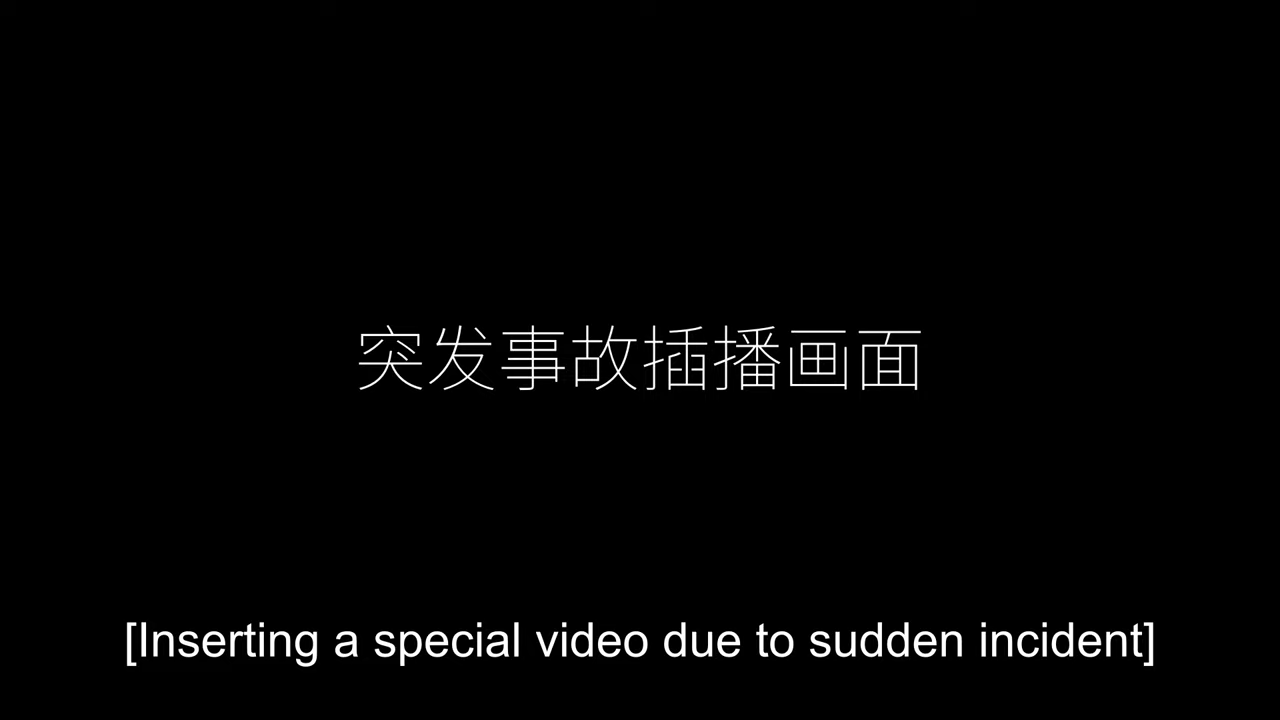 突发事故插播画面
[Inserting a special video due to sudden incident]